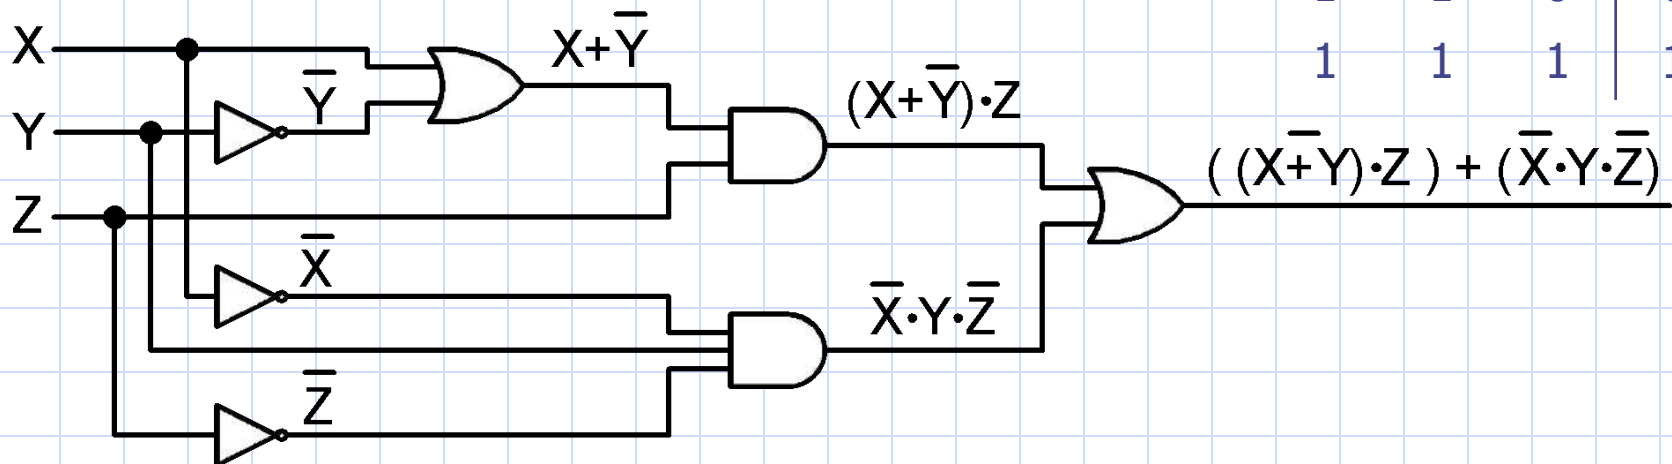 X
Y
Z
Y̅
X+Y̅
(X+Y̅)·Z
X̅
Z̅
X̅·Y·Z̅
((X+̅Y)·Z) + (X̅·Y·Z̅)
1 1 1